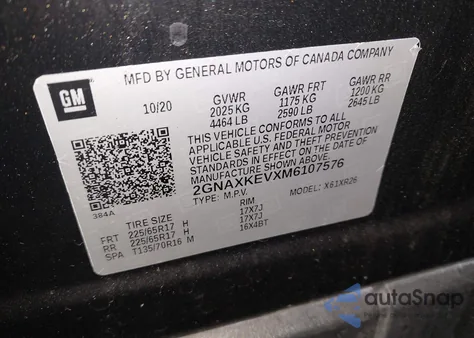 MFD BY GENERAL MOTORS OF CANADA COMPANY
GM
10/20 GVWR GAWR FRT GAWR RR
2025 KG 1175 KG 1200 KG
4464 LB 2590 LB 2645 LB
THIS VEHICLE CONFORMS TO ALL APPLICABLE
U.S. FEDERAL MOTOR
VEHICLE SAFETY AND THEFT PREVENTION
STANDARDS IN EFFECT ON THE DATE OF
MANUFACTURE SHOWN ABOVE.
2GNAXKEVXM6107576
TYPE: M.P.V. MODEL: X61XR26
384A
TIRE SIZE RIM
FRT 225/65R17 H 17X7J
RR 225/65R17 H 17X7J
SPA T135/70R16 M 16X4BT
autoSnap